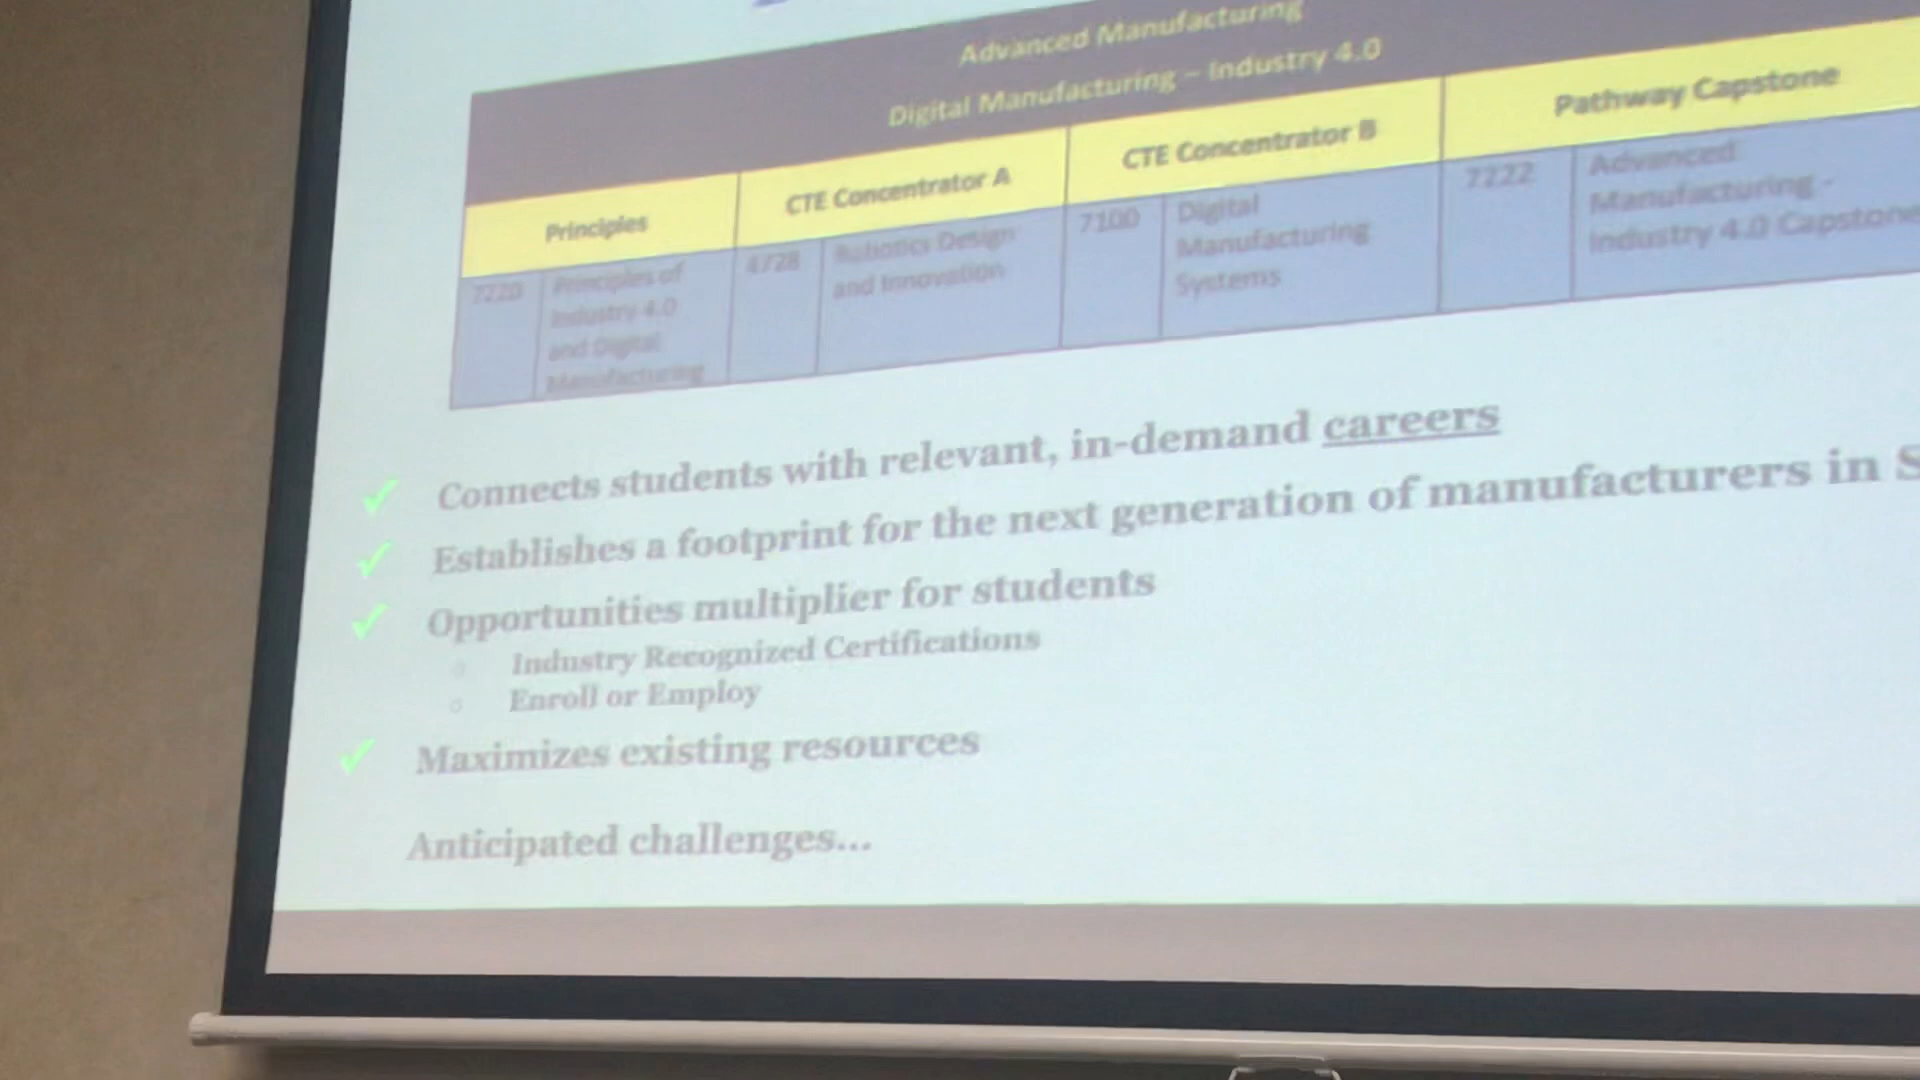 Advanced Manufacturing
Digital Manufacturing – Industry 4.0
Principles
CTE Concentrator A
CTE Concentrator B
Pathway Capstone
7220
Principles of
Industry 4.0
and Digital
Manufacturing
4728
Robotics Design
and Innovation
7100
Digital
Manufacturing
Systems
7222
Advanced
Manufacturing -
Industry 4.0 Capstone
Connects students with relevant, in-demand careers
Establishes a footprint for the next generation of manufacturers in S
Opportunities multiplier for students
Industry Recognized Certifications
Enroll or Employ
Maximizes existing resources
Anticipated challenges...